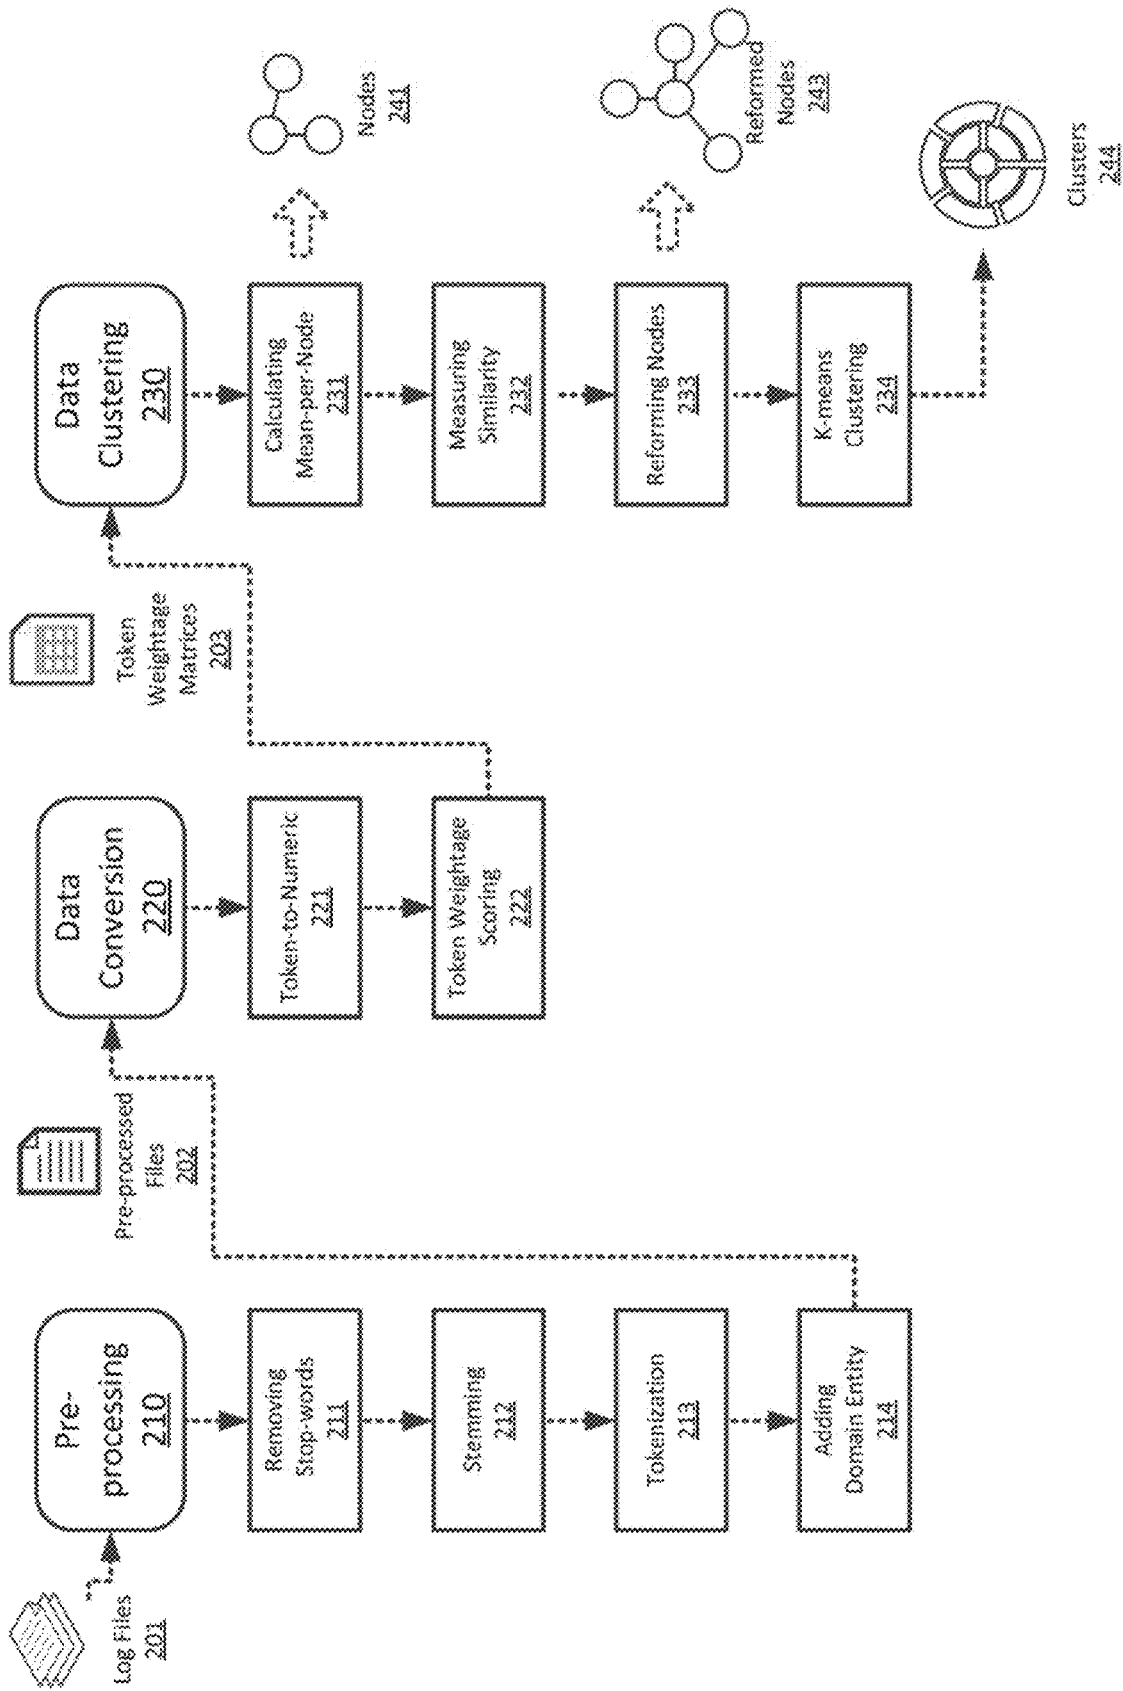 Log Files
201
Pre-
processing
210
Removing
Stop-words
211
Stemming
212
Tokenization
213
Adding
Domain Entity
214
Pre-processed
Files
202
Data
Conversion
220
Token-to-Numeric
221
Token Weightage
Scoring
222
Token
Weightage
Matrices
203
Data
Clustering
230
Calculating
Mean-per-Node
231
Measuring
Similarity
232
Reforming Nodes
233
K-means
Clustering
234
Nodes
241
Reformed
Nodes
243
Clusters
244